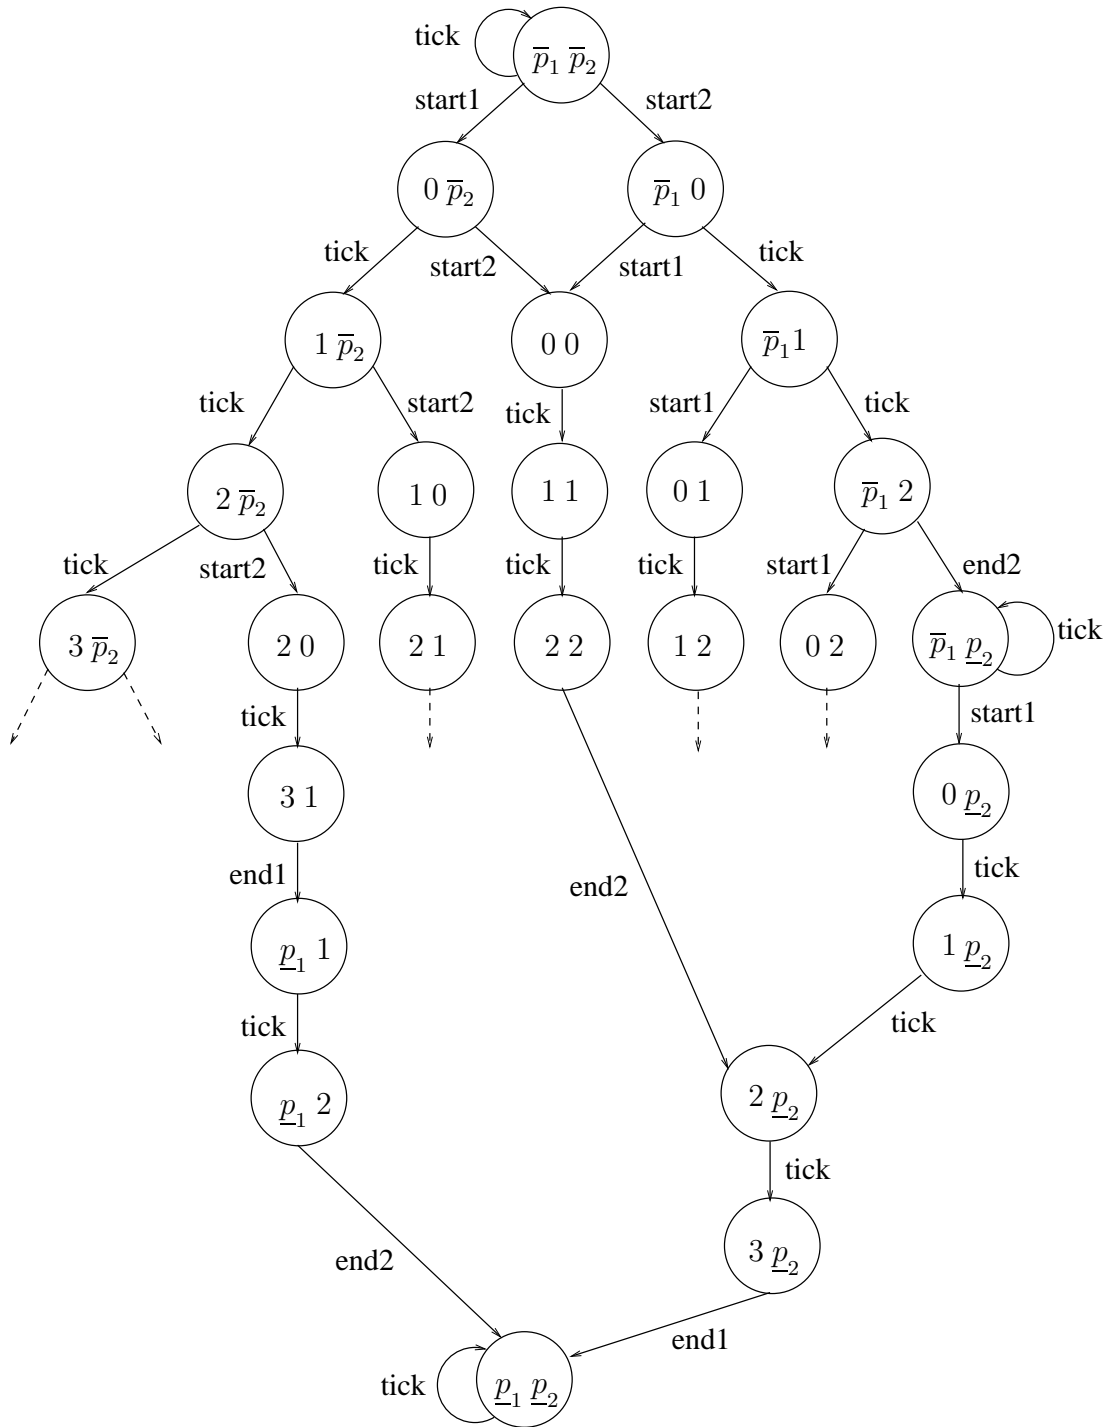 tick
p̅₁ p̅₂
start1 start2
0 p̅₂ p̅₁ 0
tick start2 start1 tick
1 p̅₂ 0 0 p̅₁1
tick start2 tick start1 tick
2 p̅₂ 1 0 1 1 0 1 p̅₁ 2
tick start2 tick tick tick start1 end2
3 p̅₂ 2 0 2 1 2 2 1 2 0 2 p̅₁ p̲₂ tick
tick start1
3 1 0 p̲₂
end1 end2 tick
p̲₁ 1 1 p̲₂
tick tick
p̲₁ 2 2 p̲₂
tick
end2 3 p̲₂
end1
tick p̲₁ p̲₂